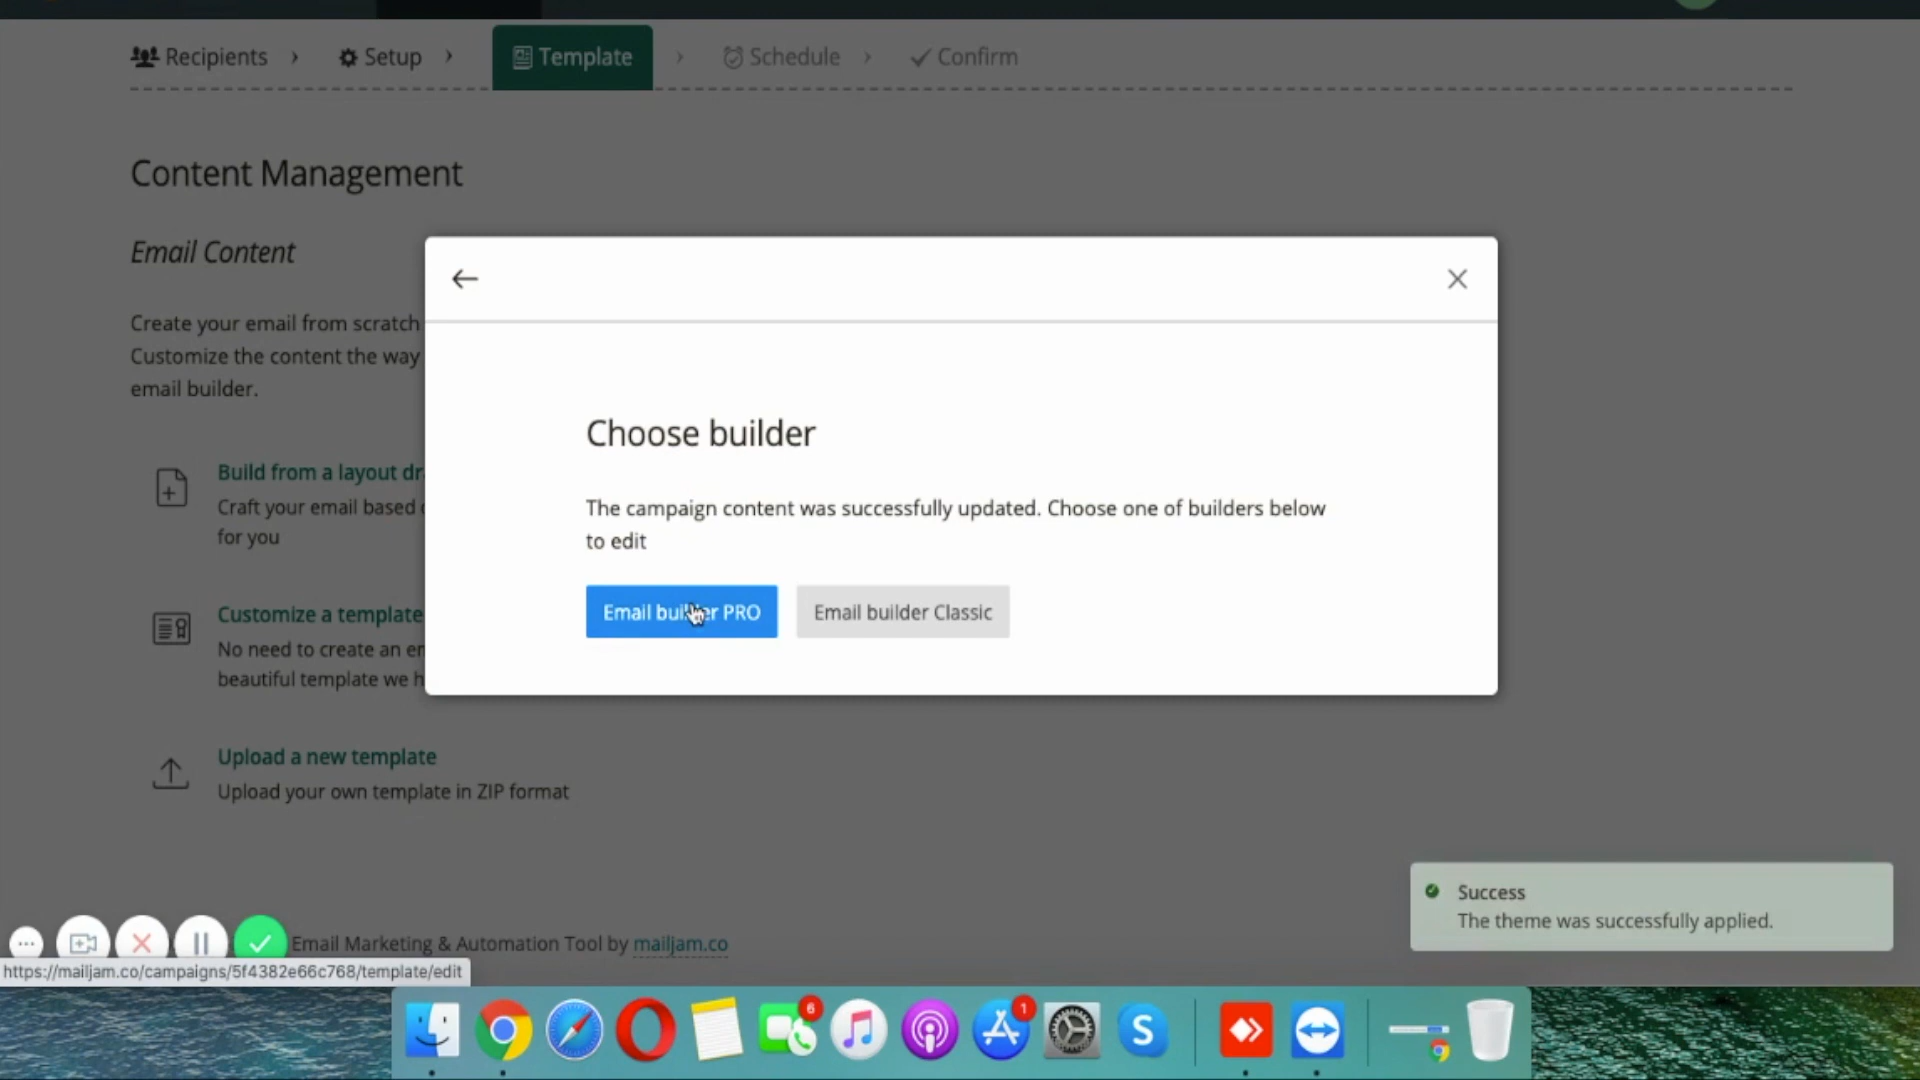 Recipients > Setup > Template > Schedule > Confirm
Content Management
Email Content
Create your email from scratch
Customize the content the way
email builder.
Build from a layout
Craft your email based
for you
Customize a template
No need to create an
beautiful template we
Upload a new template
Upload your own template in ZIP format
Choose builder
The campaign content was successfully updated. Choose one of builders below
to edit
Email builder PRO
Email builder Classic
Success
The theme was successfully applied.
Email Marketing & Automation Tool by mailjam.co
https://mailjam.co/campaigns/5f4382e66c768/template/edit
6
1
S